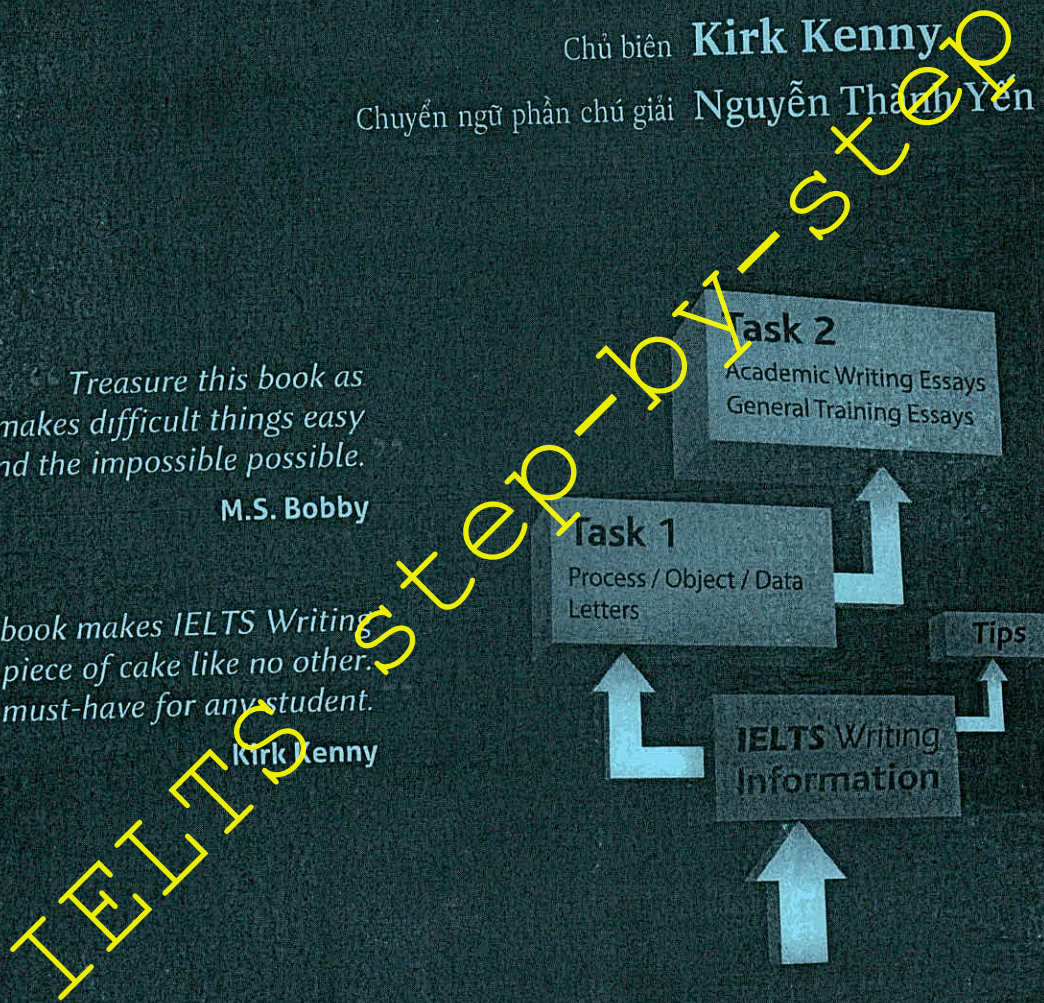 Chủ biên Kirk Kenny
Chuyển ngữ phần chú giải Nguyễn Thành Yến
Treasure this book as
makes difficult things easy
nd the impossible possible.
M.S. Bobby
book makes IELTS Writing
piece of cake like no other.
must-have for any student.
Kirk Kenny
Task 2
Academic Writing Essays
General Training Essays
Task 1
Process / Object / Data
Letters
Tips
IELTS Writing
Information
IELTS step-by-step